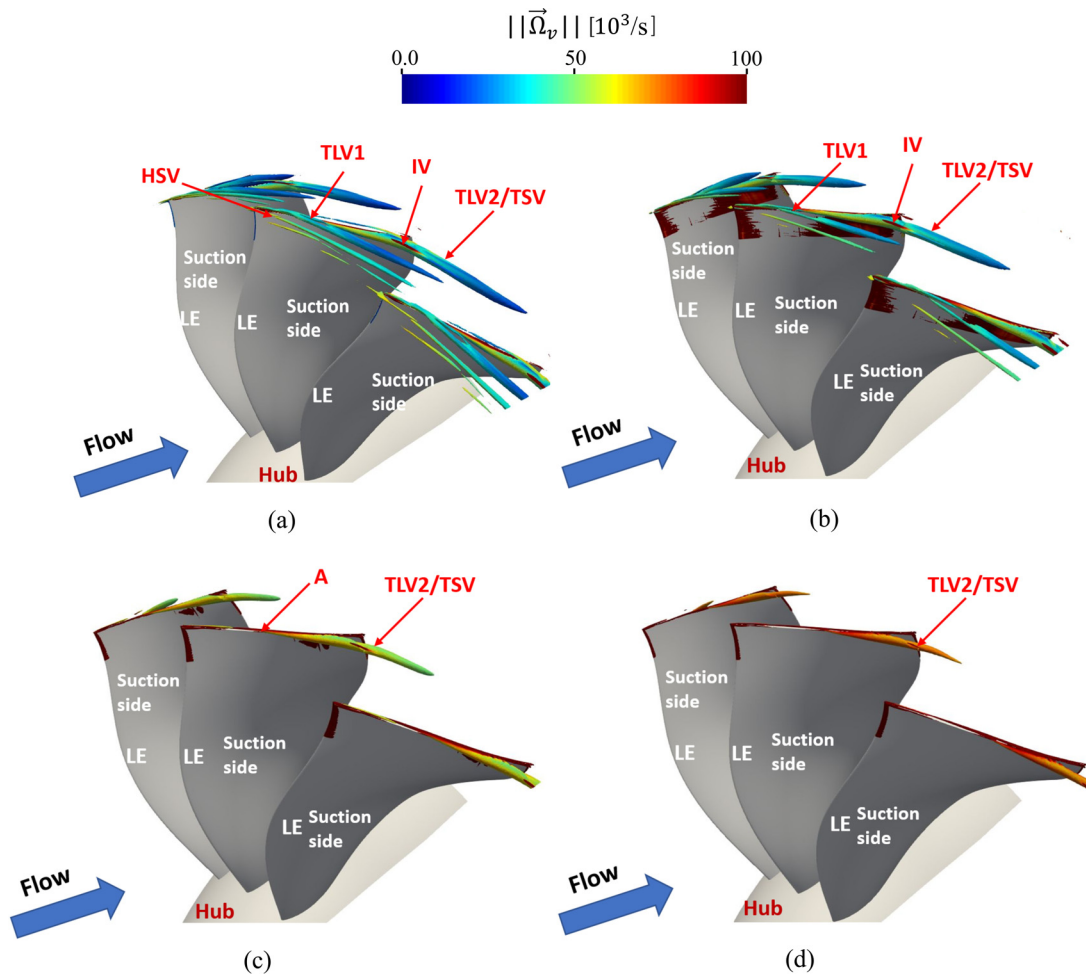 ||Ω⃗ᵥ|| [10³/s]
0.0 50 100
HSV
TLV1
IV
TLV2/TSV
Suction
side
LE
LE
Suction
side
LE
Suction
side
Flow
Hub
(a)
TLV1
IV
TLV2/TSV
Suction
side
LE
LE
Suction
side
LE
Suction
side
Flow
Hub
(b)
A
TLV2/TSV
Suction
side
LE
LE
Suction
side
LE
Suction
side
Flow
Hub
(c)
TLV2/TSV
Suction
side
LE
LE
Suction
side
LE
Suction
side
Flow
Hub
(d)